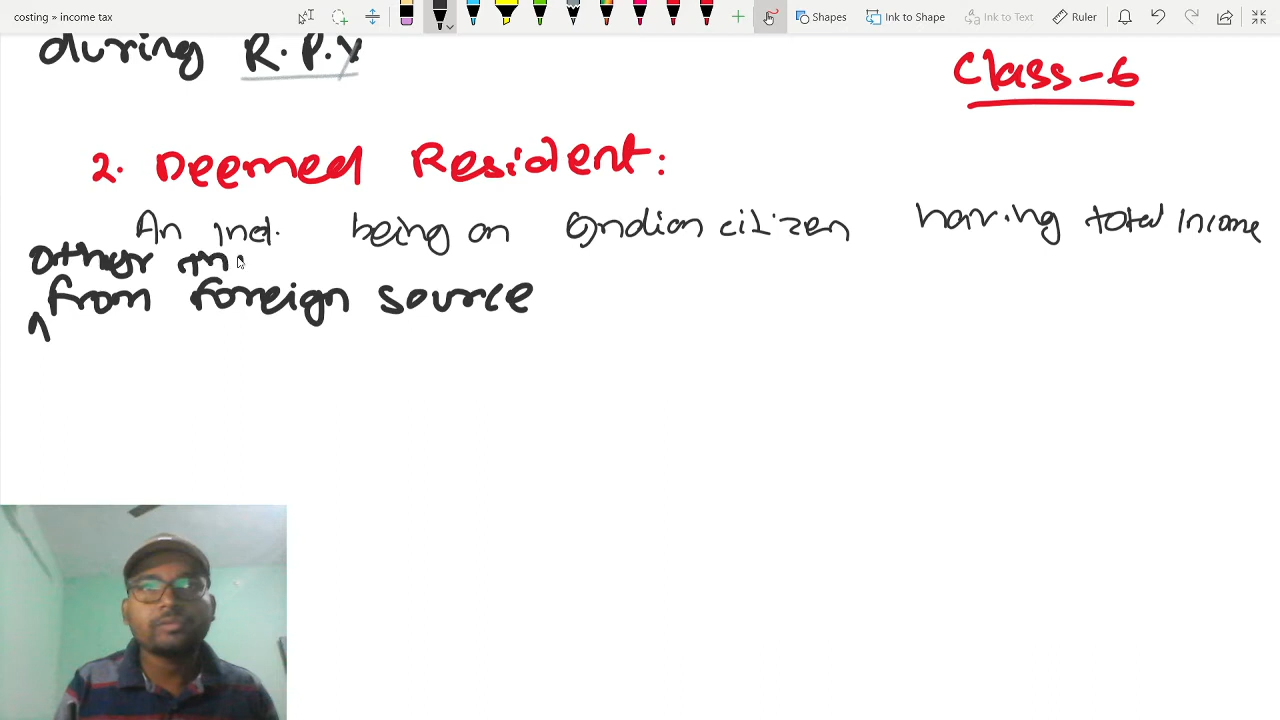 costing » income tax
Shapes
Ink to Shape
Ink to Text
Ruler
during R.P.Y
Class-6
2. Deemed Resident:
An ind. being an Indian citizen having total Income
other than
from foreign source